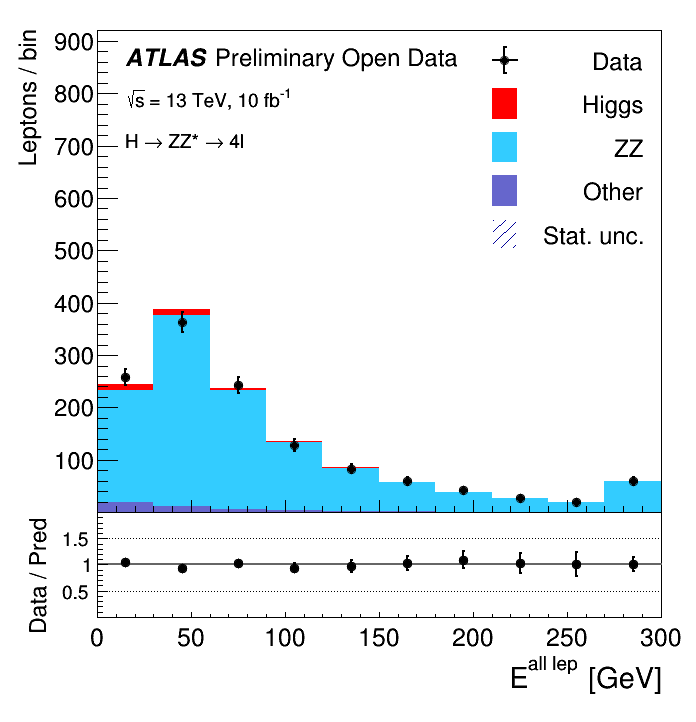 ATLAS Preliminary Open Data
√s = 13 TeV, 10 fb⁻¹
H → ZZ* → 4l
Data
Higgs
ZZ
Other
Stat. unc.
Leptons / bin
900
800
700
600
500
400
300
200
100
Data / Pred
1.5
1
0.5
0 50 100 150 200 250 300
E^all lep [GeV]